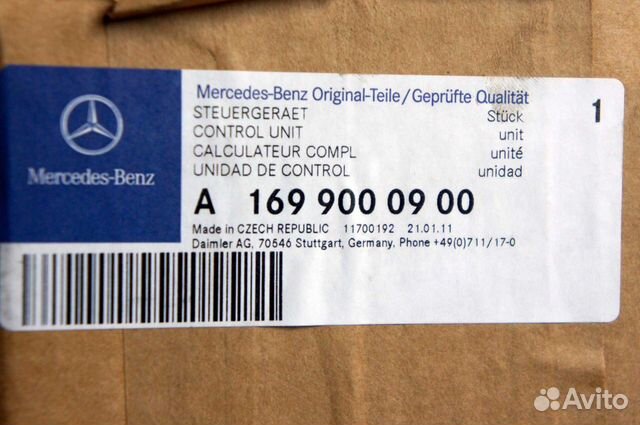 Mercedes-Benz Original-Teile/Geprüfte Qualität
STEUERGERAET Stück 1
CONTROL UNIT unit
CALCULATEUR COMPL unité
UNIDAD DE CONTROL unidad
Mercedes-Benz
A 169 900 09 00
Made in CZECH REPUBLIC 11700192 21.01.11
Daimler AG, 70546 Stuttgart, Germany, Phone +49(0)711/17-0
Avito